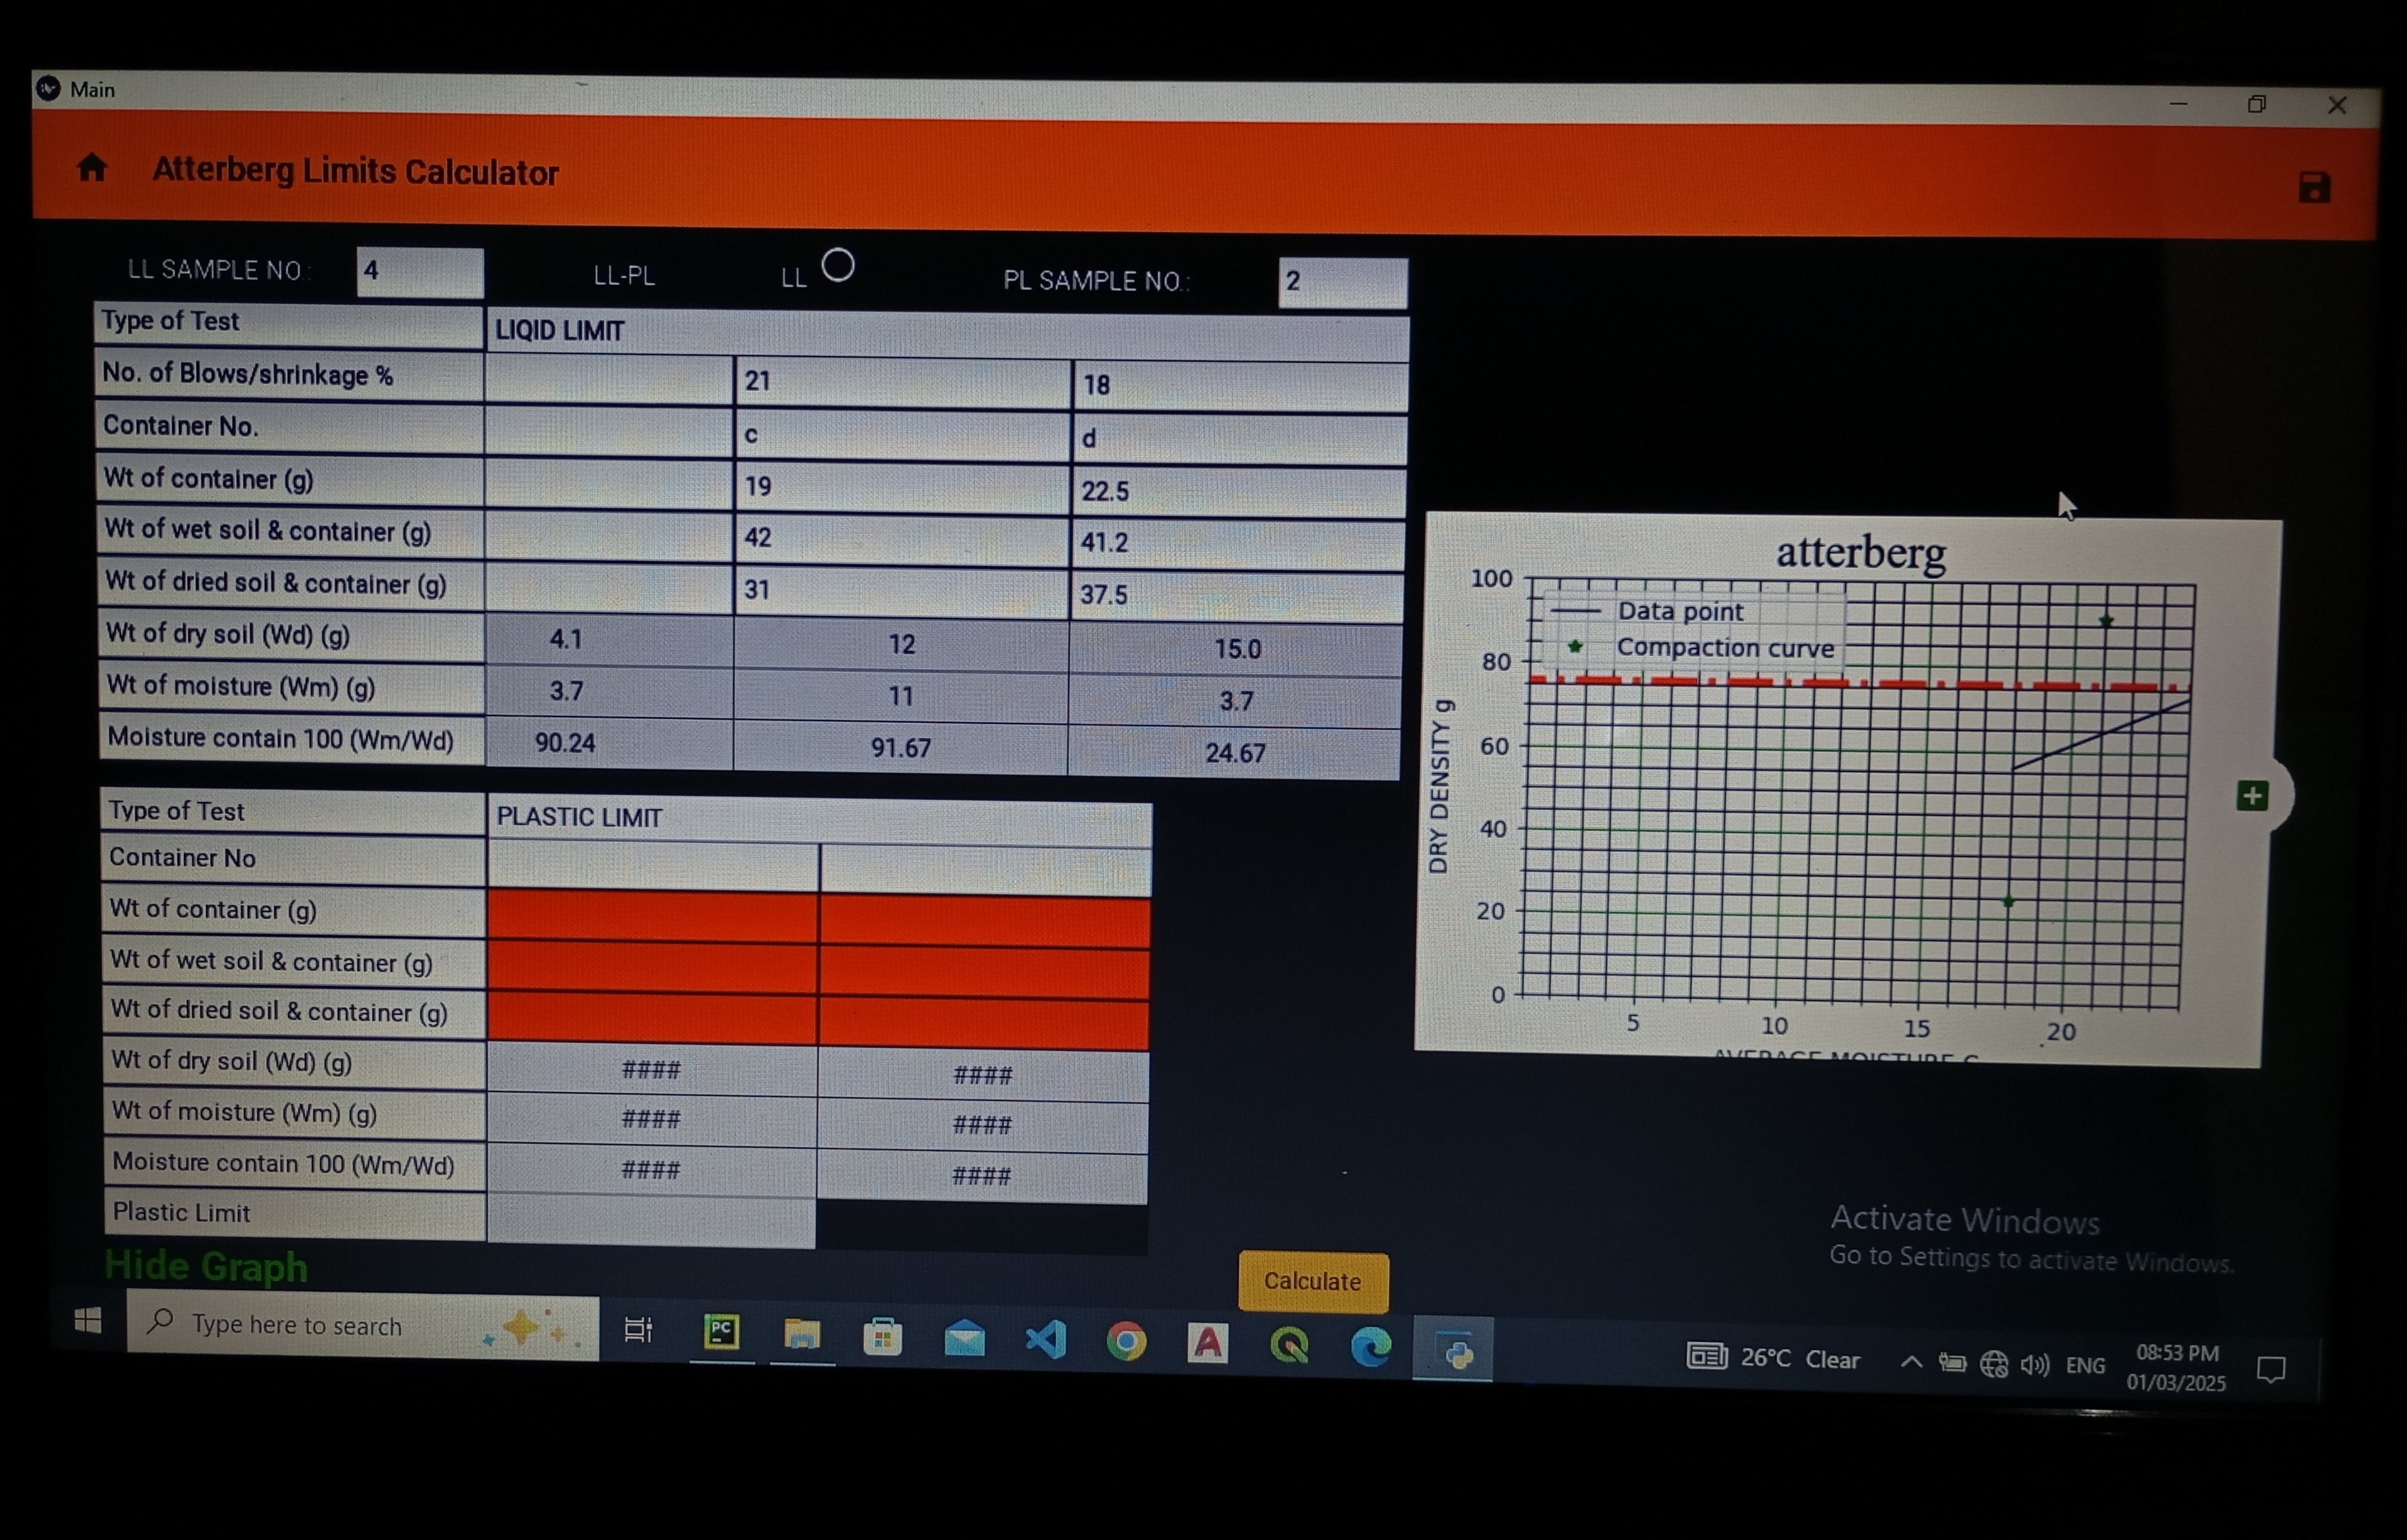 Main
Atterberg Limits Calculator
LL SAMPLE NO: 4 LL-PL LL PL SAMPLE NO.: 2
Type of Test LIQID LIMIT
No. of Blows/shrinkage % 21 18
Container No. c d
Wt of container (g) 19 22.5
Wt of wet soil & container (g) 42 41.2
Wt of dried soil & container (g) 31 37.5
Wt of dry soil (Wd) (g) 4.1 12 15.0
Wt of moisture (Wm) (g) 3.7 11 3.7
Moisture contain 100 (Wm/Wd) 90.24 91.67 24.67
Type of Test PLASTIC LIMIT
Container No
Wt of container (g)
Wt of wet soil & container (g)
Wt of dried soil & container (g)
Wt of dry soil (Wd) (g) #### ####
Wt of moisture (Wm) (g) #### ####
Moisture contain 100 (Wm/Wd) #### ####
Plastic Limit
Hide Graph
Calculate
atterberg
Data point
Compaction curve
DRY DENSITY g
100
80
60
40
20
0
5 10 15 20
AVERAGE MOISTURE
Activate Windows
Go to Settings to activate Windows.
Type here to search
PC
A
26°C Clear
ENG
08:53 PM
01/03/2025